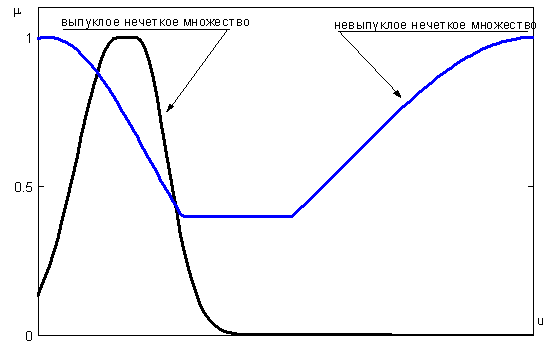 μ
выпуклое нечеткое множество
невыпуклое нечеткое множество
1
0.5
0
u